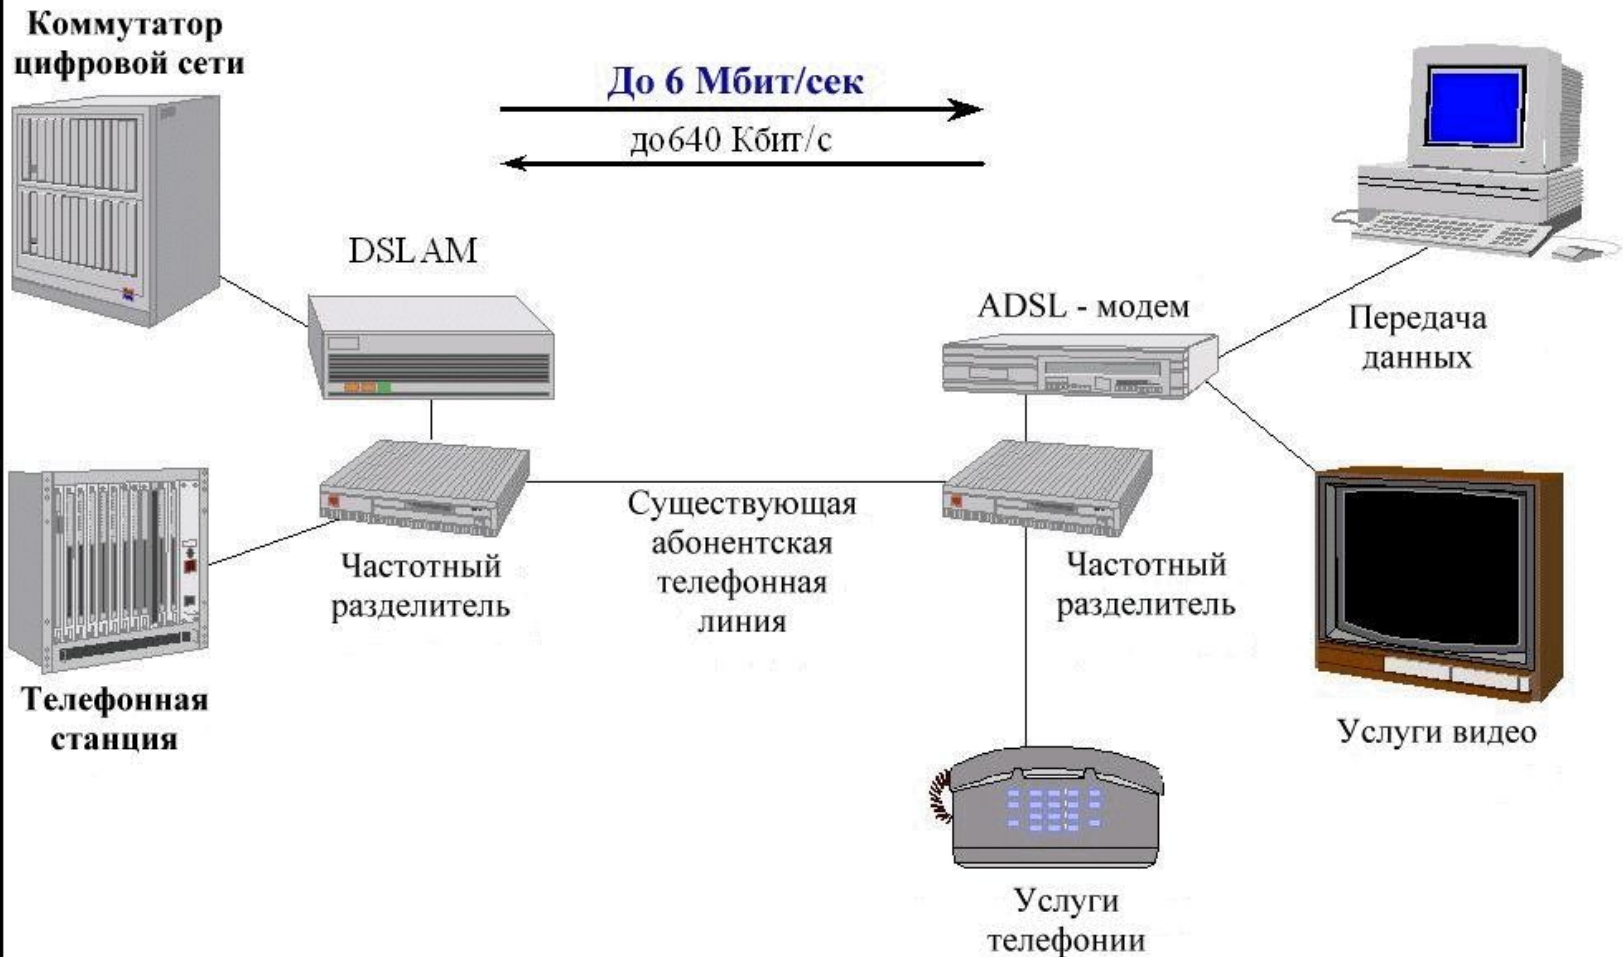 Коммутатор
цифровой сети
До 6 Мбит/сек
до640 Кбит/с
DSLAM
ADSL - модем
Передача
данных
Существующая
абонентская
телефонная
линия
Частотный
разделитель
Частотный
разделитель
Телефонная
станция
Услуги видео
Услуги
телефонии